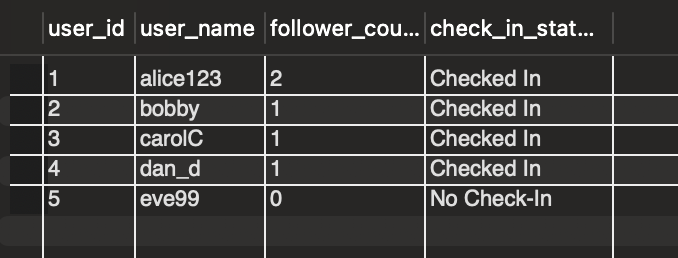 user_id user_name follower_cou... check_in_stat...
1 alice123 2 Checked In
2 bobby 1 Checked In
3 carolC 1 Checked In
4 dan_d 1 Checked In
5 eve99 0 No Check-In